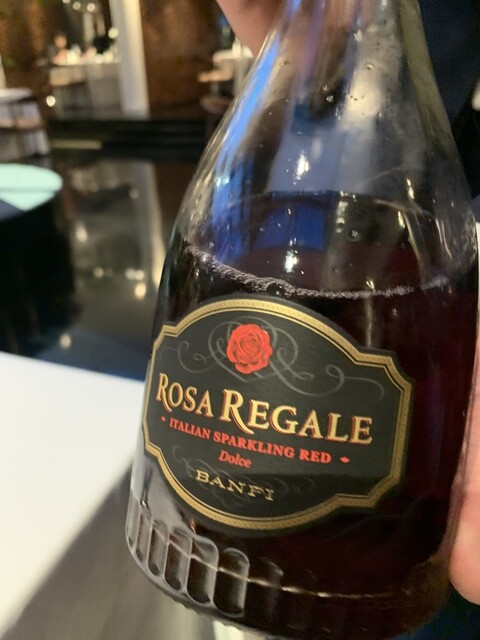 ROSA REGALE
ITALIAN SPARKLING RED
Dolce
BANFI